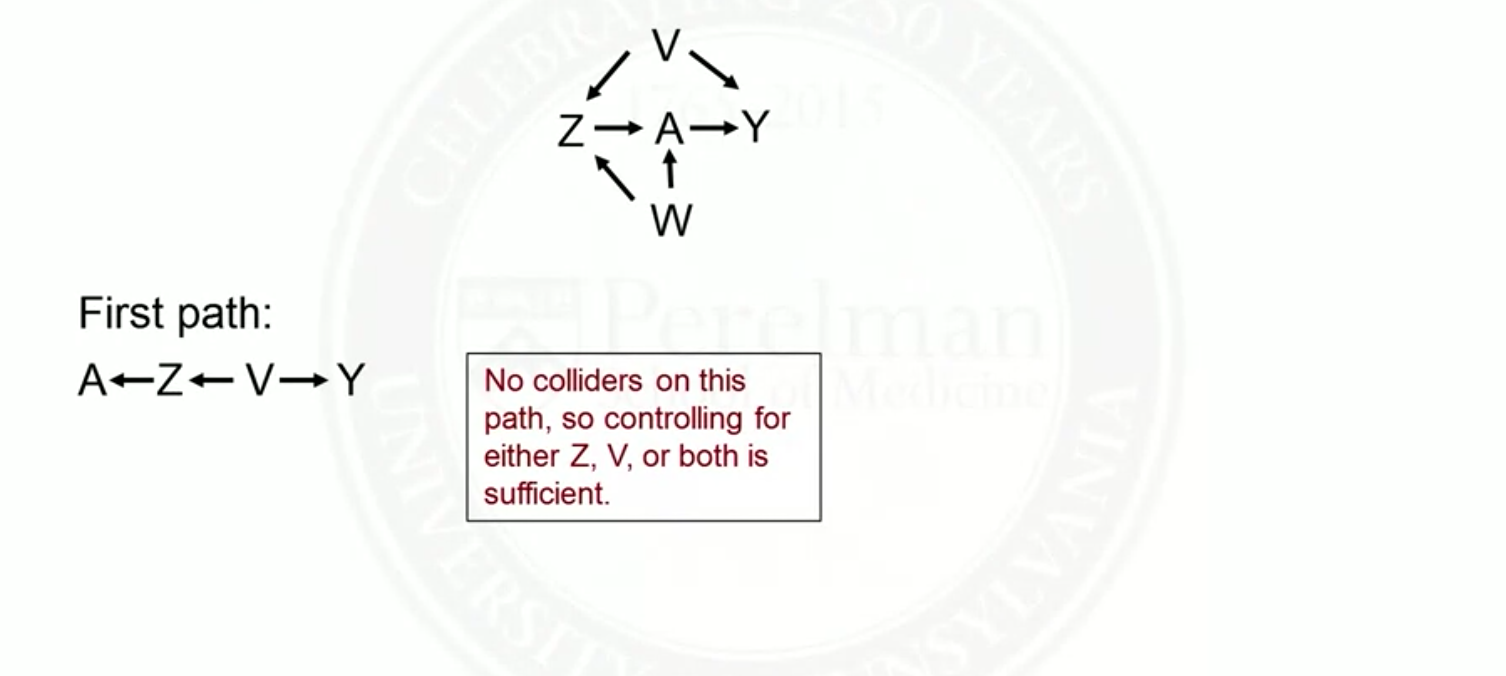 CELEBRATING 250 YEARS
1765-2015
V
Z → A → Y
W
Perelman
School of Medicine
UNIVERSITY
PENNSYLVANIA
First path:
A←Z← V→Y
No colliders on this
path, so controlling for
either Z, V, or both is
sufficient.